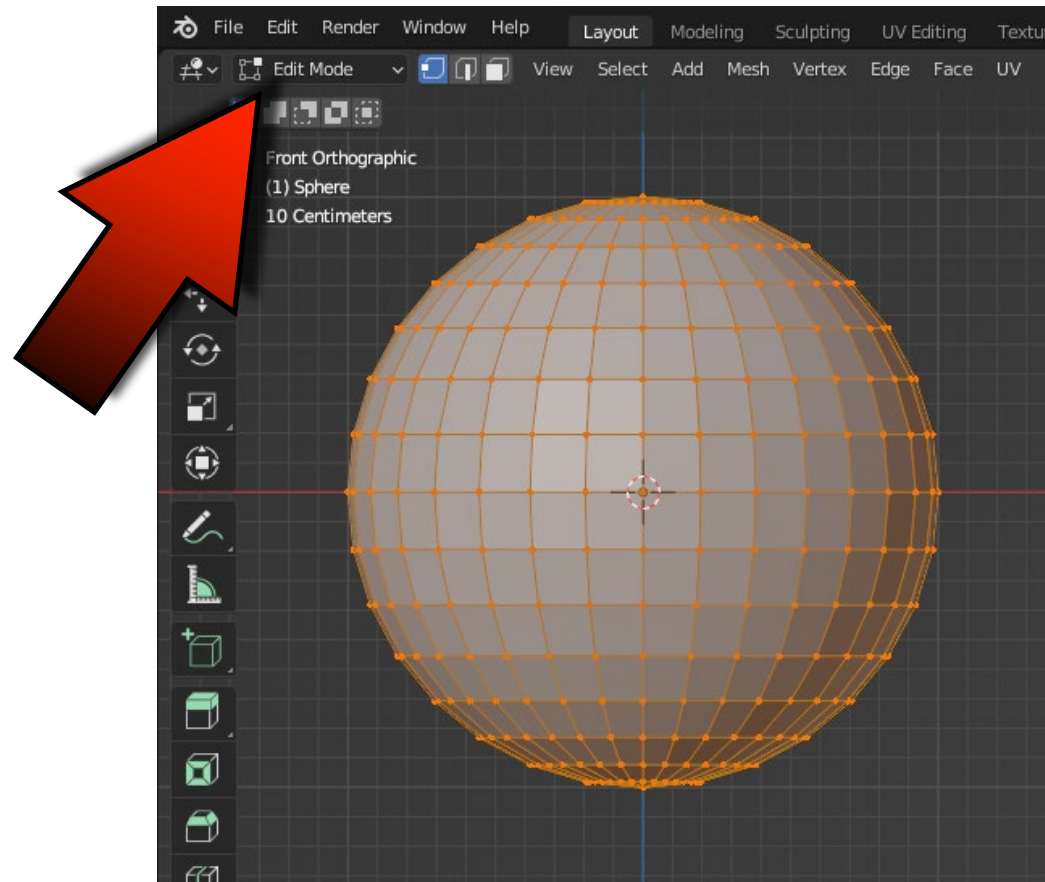 File Edit Render Window Help Layout Modeling Sculpting UV Editing
Edit Mode View Select Add Mesh Vertex Edge Face UV
Front Orthographic
(1) Sphere
10 Centimeters